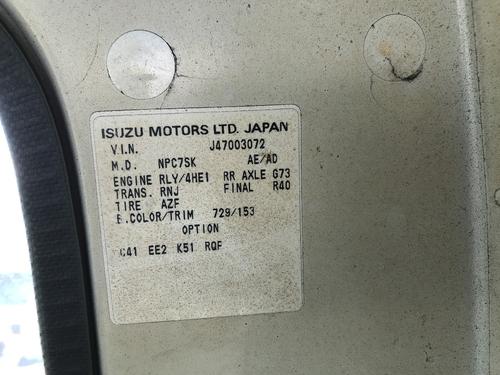 ISUZU MOTORS LTD. JAPAN
V.I.N. J47003072
M.D. NPC7SK AE/AD
ENGINE RLY/4HE1 RR AXLE G73
TRANS. RNJ FINAL R40
TIRE AZF
B.COLOR/TRIM 729/153
OPTION
C41 EE2 K51 RQF